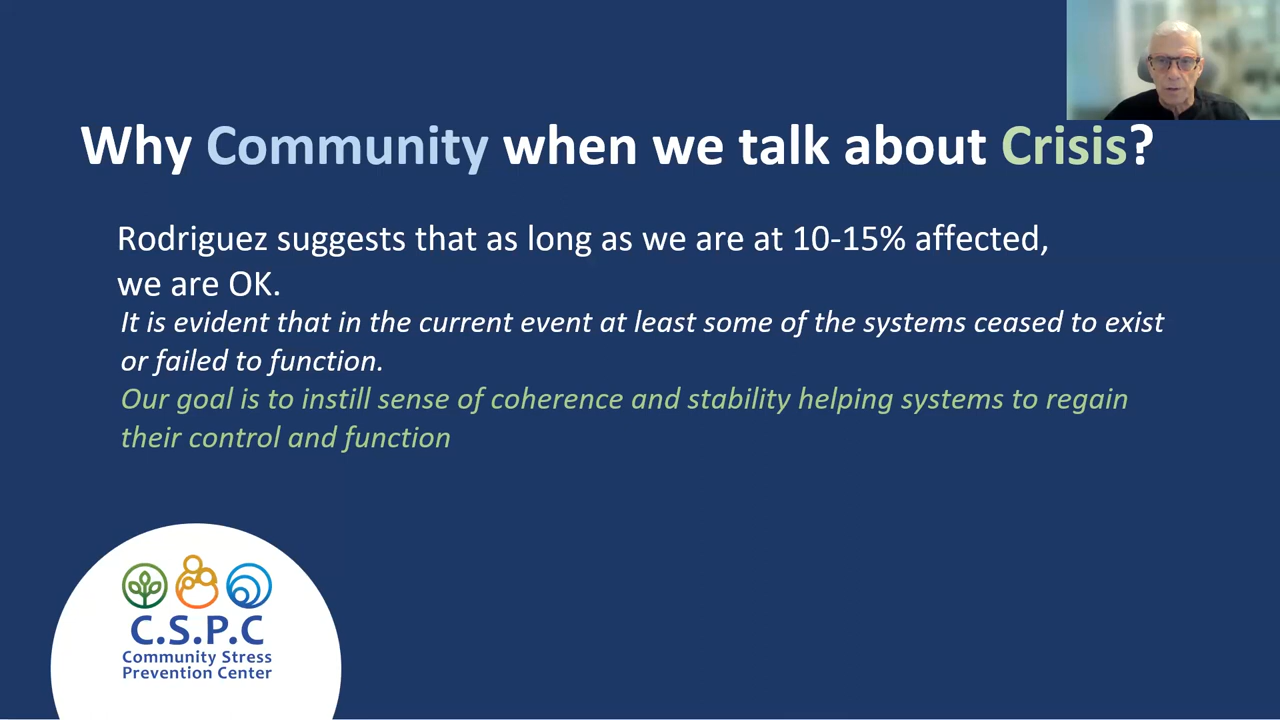 Why Community when we talk about Crisis?
Rodriguez suggests that as long as we are at 10-15% affected,
we are OK.
It is evident that in the current event at least some of the systems ceased to exist
or failed to function.
Our goal is to instill sense of coherence and stability helping systems to regain
their control and function
C.S.P.C
Community Stress
Prevention Center